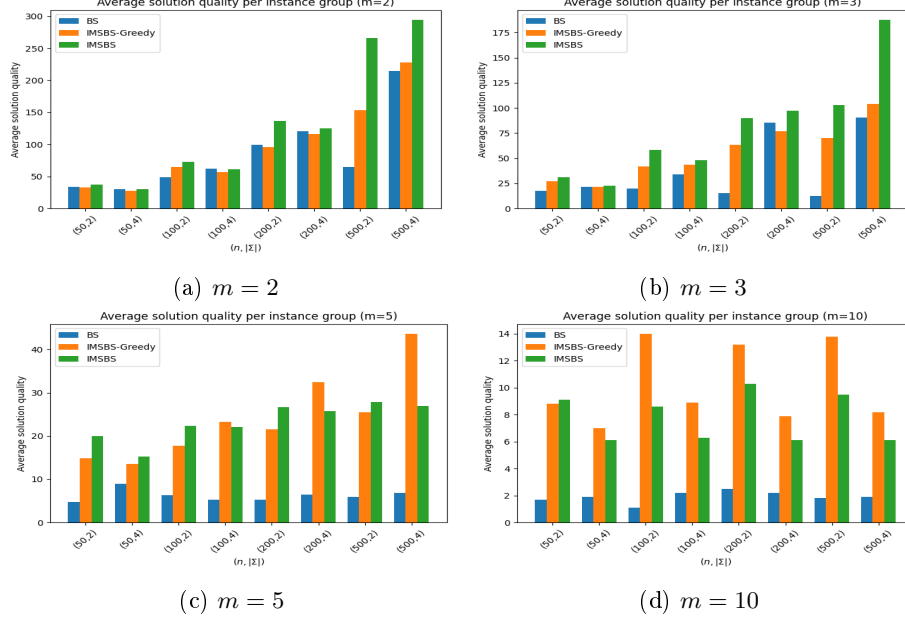 Average solution quality per instance group (m=2)
Average solution quality
300
250
200
150
100
50
0
BS
IMSBS-Greedy
IMSBS
(50,2)
(50,4)
(100,2)
(100,4)
(200,2)
(200,4)
(500,2)
(500,4)
(n, |Σ|)
(a) m = 2
Average solution quality per instance group (m=3)
Average solution quality
175
150
125
100
75
50
25
0
BS
IMSBS-Greedy
IMSBS
(50,2)
(50,4)
(100,2)
(100,4)
(200,2)
(200,4)
(500,2)
(500,4)
(n, |Σ|)
(b) m = 3
Average solution quality per instance group (m=5)
Average solution quality
40
30
20
10
0
BS
IMSBS-Greedy
IMSBS
(50,2)
(50,4)
(100,2)
(100,4)
(200,2)
(200,4)
(500,2)
(500,4)
(n, |Σ|)
(c) m = 5
Average solution quality per instance group (m=10)
Average solution quality
14
12
10
8
6
4
2
0
BS
IMSBS-Greedy
IMSBS
(50,2)
(50,4)
(100,2)
(100,4)
(200,2)
(200,4)
(500,2)
(500,4)
(n, |Σ|)
(d) m = 10